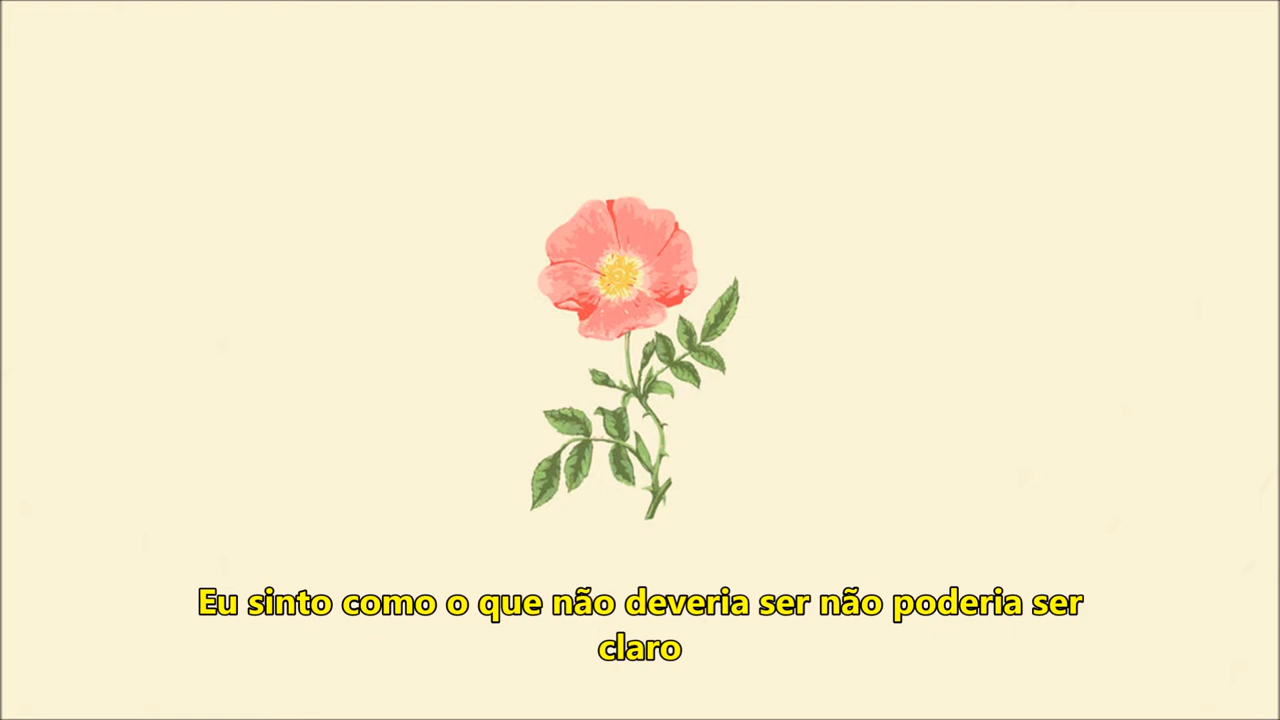 Eu sinto como o que não deveria ser não poderia ser
claro